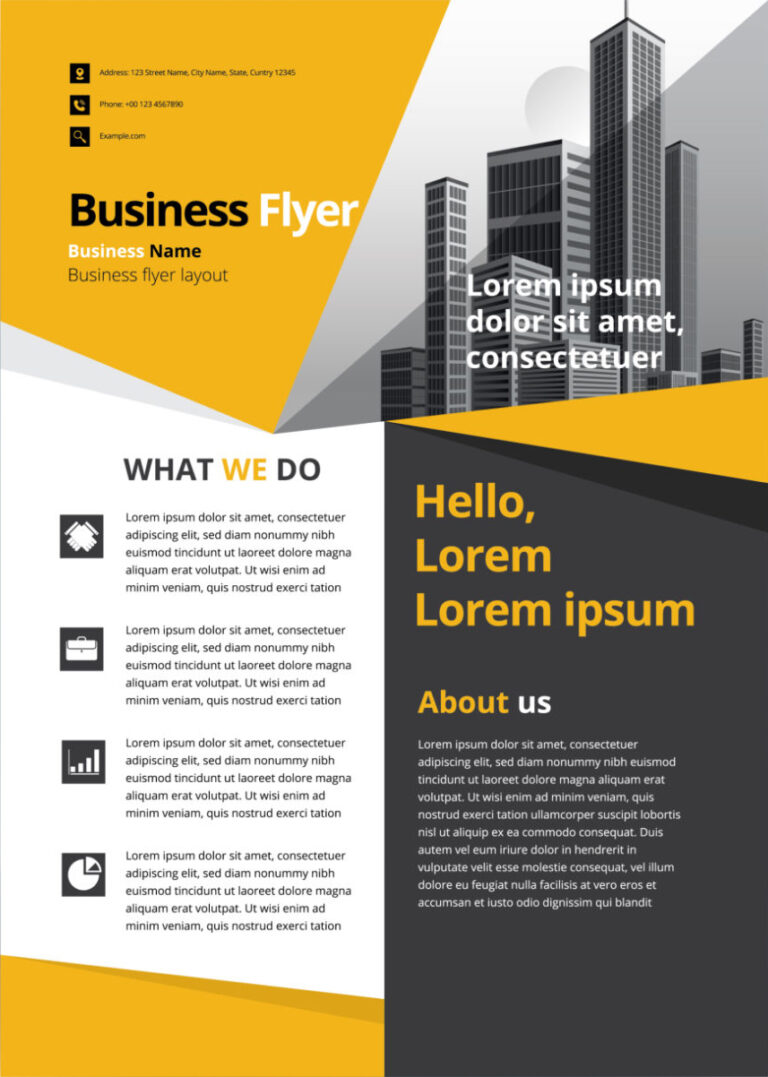 Address: 123 Street Name, City Name, State, Cuntry 12345
Phone: +00 123 4567890
Example.com
Business Flyer
Business Name
Business flyer layout
Lorem ipsum
dolor sit amet,
consectetuer
WHAT WE DO
Lorem ipsum dolor sit amet, consectetuer
adipiscing elit, sed diam nonummy nibh
euismod tincidunt ut laoreet dolore magna
aliquam erat volutpat. Ut wisi enim ad
minim veniam, quis nostrud exerci tation
Lorem ipsum dolor sit amet, consectetuer
adipiscing elit, sed diam nonummy nibh
euismod tincidunt ut laoreet dolore magna
aliquam erat volutpat. Ut wisi enim ad
minim veniam, quis nostrud exerci tation
Lorem ipsum dolor sit amet, consectetuer
adipiscing elit, sed diam nonummy nibh
euismod tincidunt ut laoreet dolore magna
aliquam erat volutpat. Ut wisi enim ad
minim veniam, quis nostrud exerci tation
Lorem ipsum dolor sit amet, consectetuer
adipiscing elit, sed diam nonummy nibh
euismod tincidunt ut laoreet dolore magna
aliquam erat volutpat. Ut wisi enim ad
minim veniam, quis nostrud exerci tation
Hello,
Lorem
Lorem ipsum
About us
Lorem ipsum dolor sit amet, consectetuer
adipiscing elit, sed diam nonummy nibh euismod
tincidunt ut laoreet dolore magna aliquam erat
volutpat. Ut wisi enim ad minim veniam, quis
nostrud exerci tation ullamcorper suscipit lobortis
nisl ut aliquip ex ea commodo consequat. Duis
autem vel eum iriure dolor in hendrerit in
vulputate velit esse molestie consequat, vel illum
dolore eu feugiat nulla facilisis at vero eros et
accumsan et iusto odio dignissim qui blandit